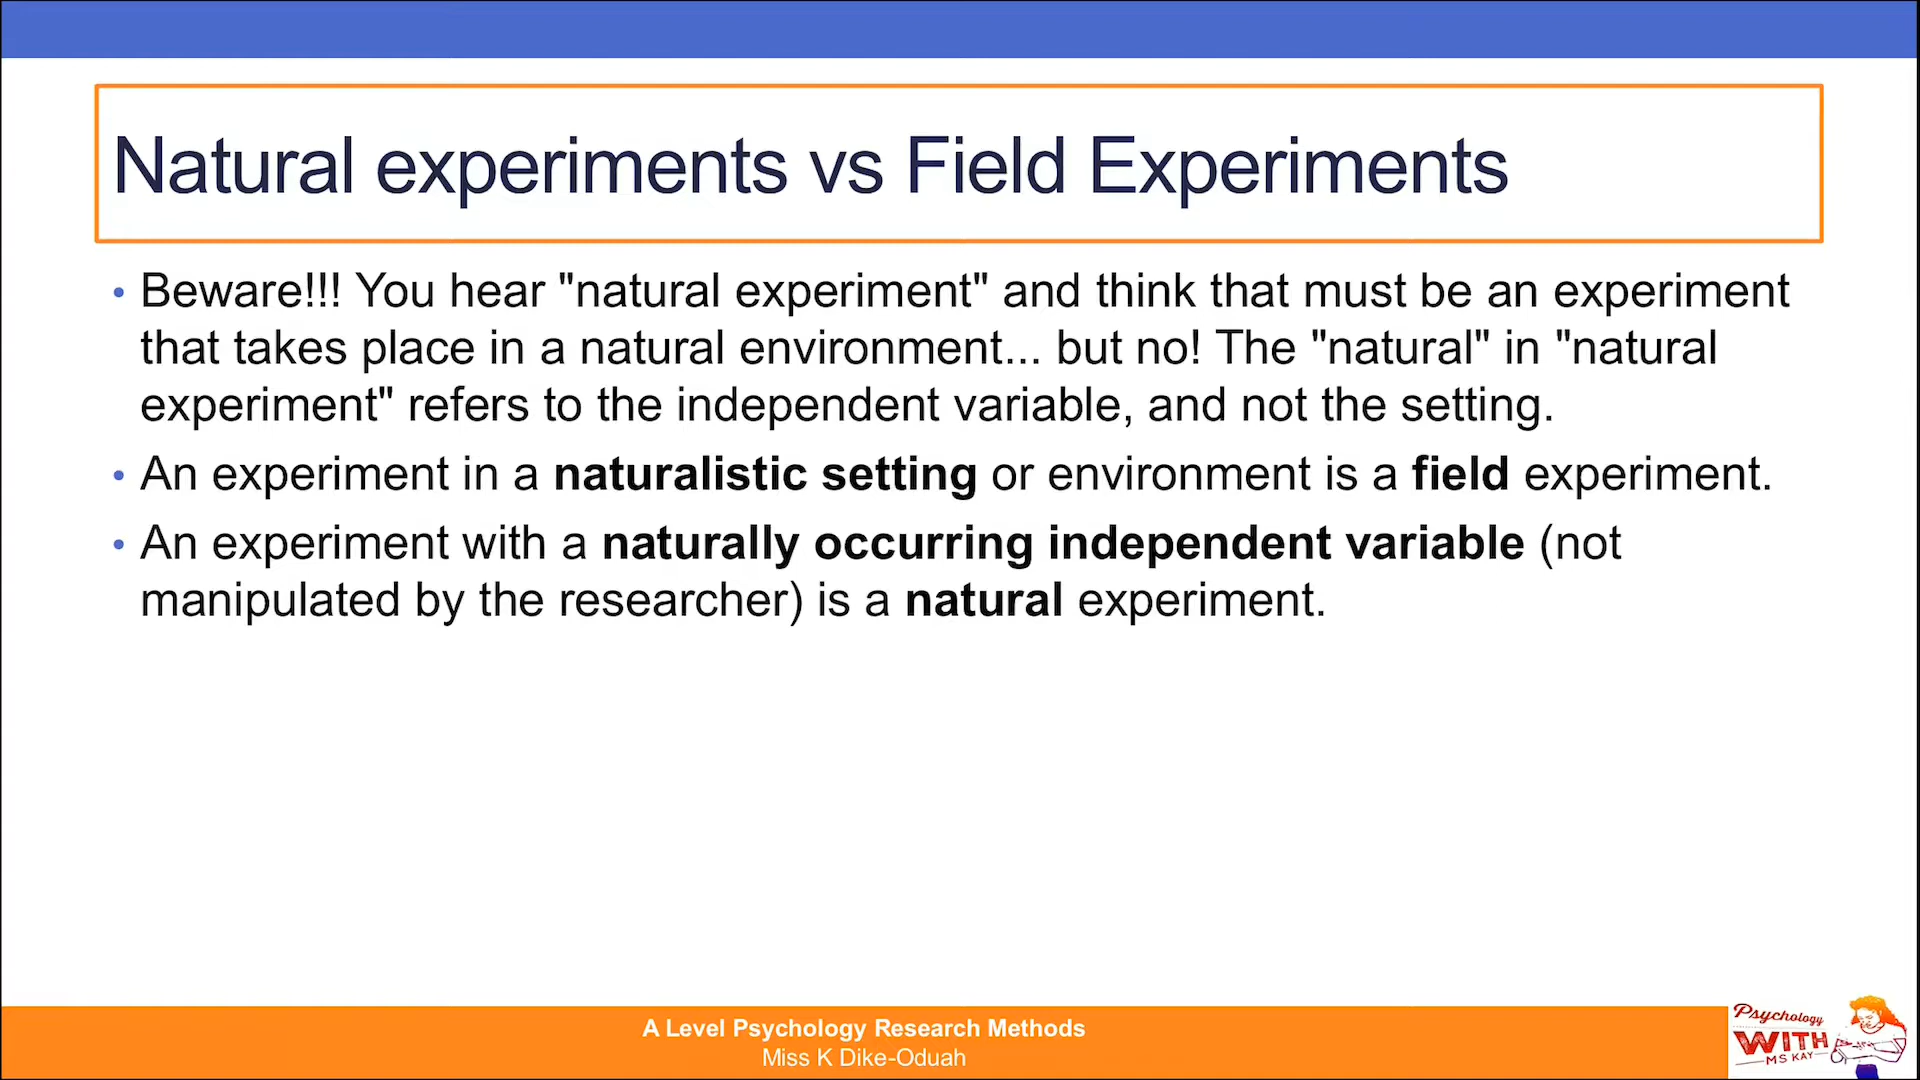 Natural experiments vs Field Experiments
• Beware!!! You hear "natural experiment" and think that must be an experiment
that takes place in a natural environment... but no! The "natural" in "natural
experiment" refers to the independent variable, and not the setting.
• An experiment in a naturalistic setting or environment is a field experiment.
• An experiment with a naturally occurring independent variable (not
manipulated by the researcher) is a natural experiment.
A Level Psychology Research Methods
Miss K Dike-Oduah
Psychology
WITH
MS KAY